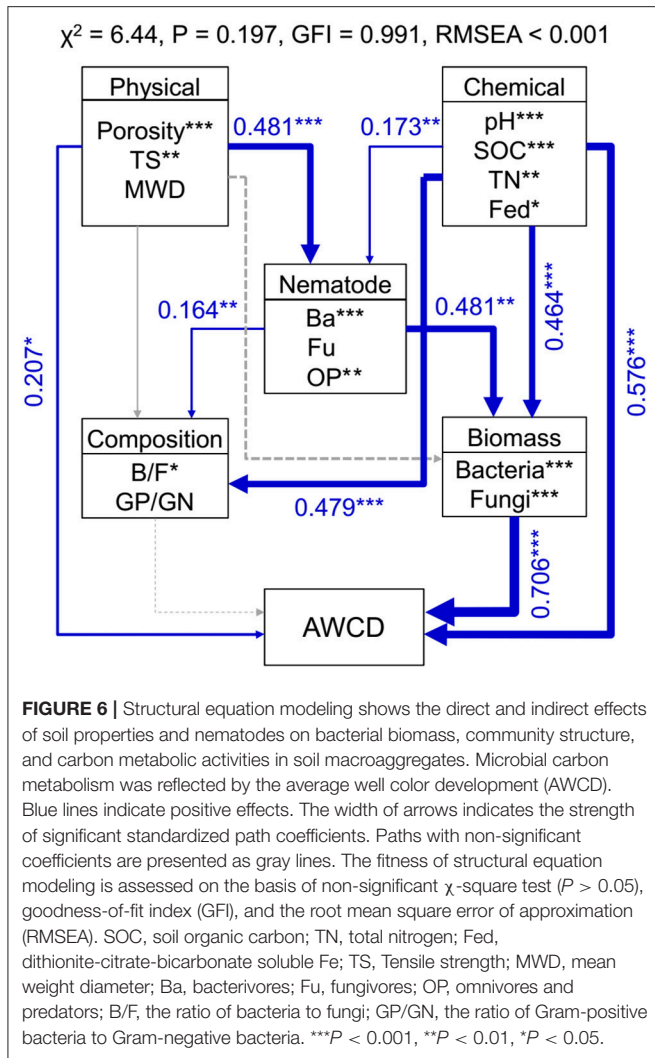 χ² = 6.44, P = 0.197, GFI = 0.991, RMSEA < 0.001
Physical
Porosity***
TS**
MWD
Chemical
pH***
SOC***
TN**
Fed*
0.481***
0.173**
Nematode
Ba***
Fu
OP**
0.164**
0.481**
0.464***
0.576***
0.207*
Composition
B/F*
GP/GN
Biomass
Bacteria***
Fungi***
0.479***
0.706***
AWCD
FIGURE 6 | Structural equation modeling shows the direct and indirect effects
of soil properties and nematodes on bacterial biomass, community structure,
and carbon metabolic activities in soil macroaggregates. Microbial carbon
metabolism was reflected by the average well color development (AWCD).
Blue lines indicate positive effects. The width of arrows indicates the strength
of significant standardized path coefficients. Paths with non-significant
coefficients are presented as gray lines. The fitness of structural equation
modeling is assessed on the basis of non-significant χ-square test (P > 0.05),
goodness-of-fit index (GFI), and the root mean square error of approximation
(RMSEA). SOC, soil organic carbon; TN, total nitrogen; Fed,
dithionite-citrate-bicarbonate soluble Fe; TS, Tensile strength; MWD, mean
weight diameter; Ba, bacterivores; Fu, fungivores; OP, omnivores and
predators; B/F, the ratio of bacteria to fungi; GP/GN, the ratio of Gram-positive
bacteria to Gram-negative bacteria. ***P < 0.001, **P < 0.01, *P < 0.05.